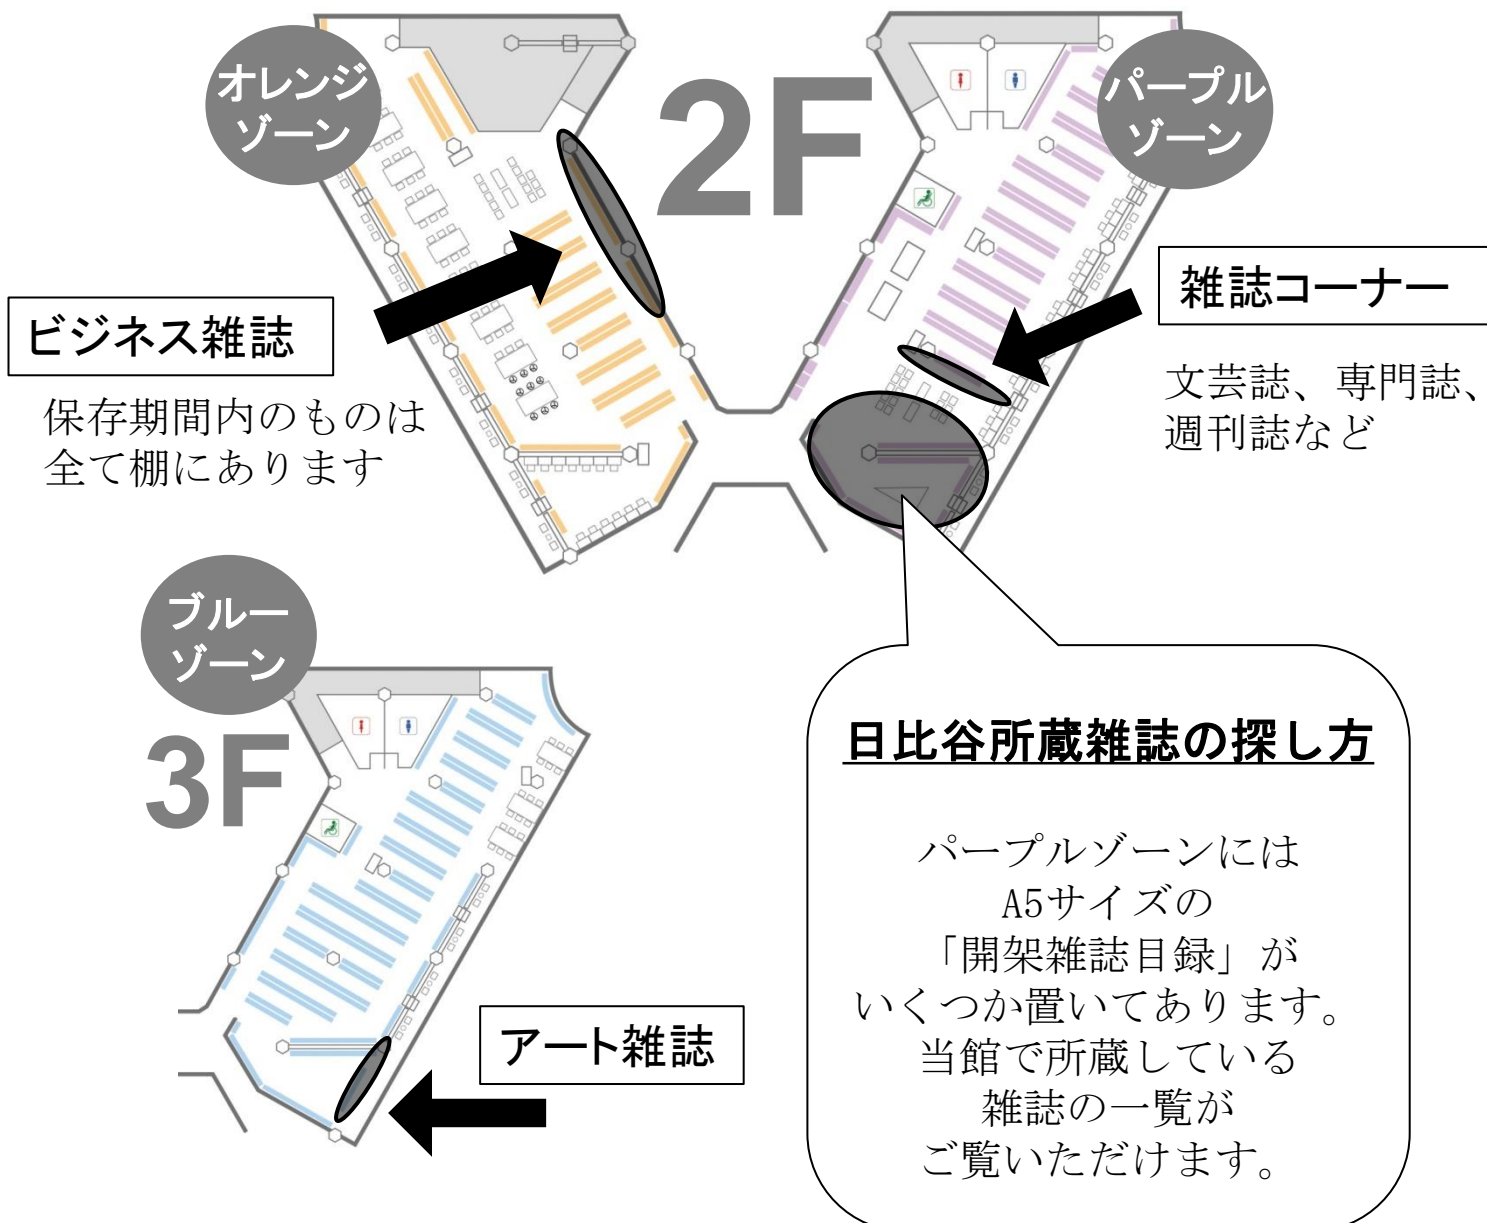 オレンジ
ゾーン
2F
パープル
ゾーン
ビジネス雑誌
保存期間内のものは
全て棚にあります
雑誌コーナー
文芸誌、専門誌、
週刊誌など
ブルー
ゾーン
3F
アート雑誌
日比谷所蔵雑誌の探し方
パープルゾーンには
A5サイズの
「開架雑誌目録」が
いくつか置いてあります。
当館で所蔵している
雑誌の一覧が
ご覧いただけます。